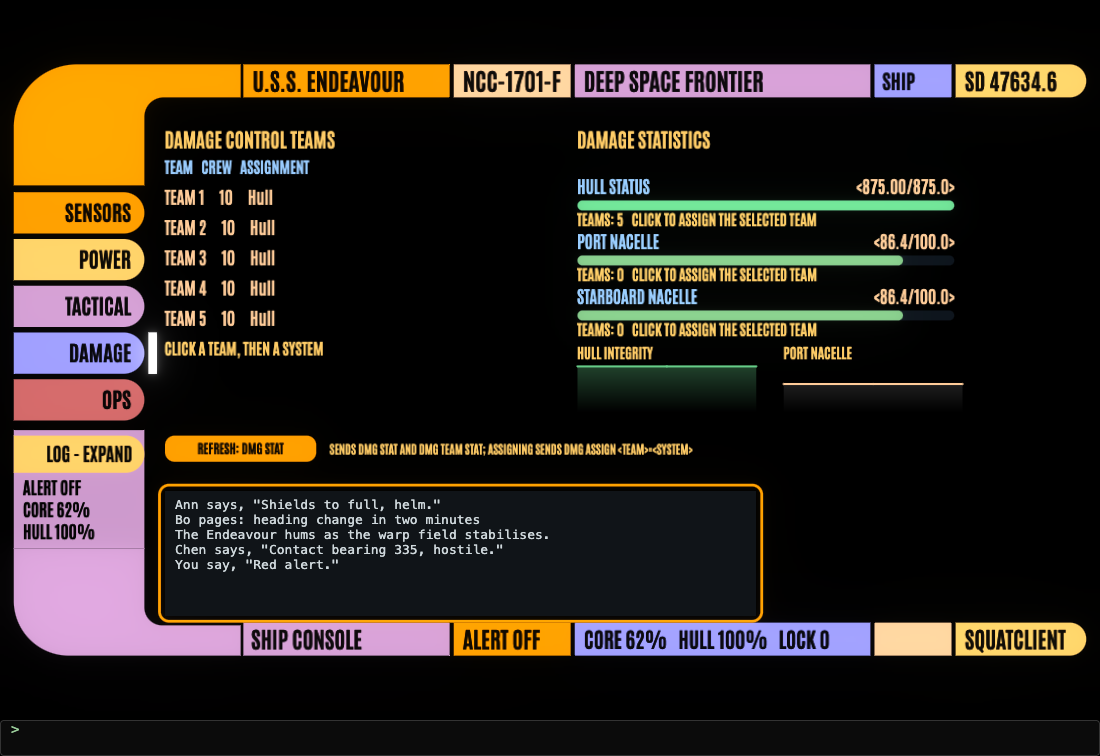 U.S.S. ENDEAVOUR NCC-1701-F DEEP SPACE FRONTIER SHIP SD 47634.6
SENSORS
POWER
TACTICAL
DAMAGE
OPS
LOG - EXPAND
ALERT OFF
CORE 62%
HULL 100%
DAMAGE CONTROL TEAMS
TEAM CREW ASSIGNMENT
TEAM 1 10 Hull
TEAM 2 10 Hull
TEAM 3 10 Hull
TEAM 4 10 Hull
TEAM 5 10 Hull
CLICK A TEAM, THEN A SYSTEM
DAMAGE STATISTICS
HULL STATUS <875.00/875.0>
TEAMS: 5 CLICK TO ASSIGN THE SELECTED TEAM
PORT NACELLE <86.4/100.0>
TEAMS: 0 CLICK TO ASSIGN THE SELECTED TEAM
STARBOARD NACELLE <86.4/100.0>
TEAMS: 0 CLICK TO ASSIGN THE SELECTED TEAM
HULL INTEGRITY PORT NACELLE
REFRESH: DMG STAT SENDS DMG STAT AND DMG TEAM STAT; ASSIGNING SENDS DMG ASSIGN <TEAM>=<SYSTEM>
Ann says, "Shields to full, helm."
Bo pages: heading change in two minutes
The Endeavour hums as the warp field stabilises.
Chen says, "Contact bearing 335, hostile."
You say, "Red alert."
SHIP CONSOLE ALERT OFF CORE 62% HULL 100% LOCK 0 SQUATCLIENT
>